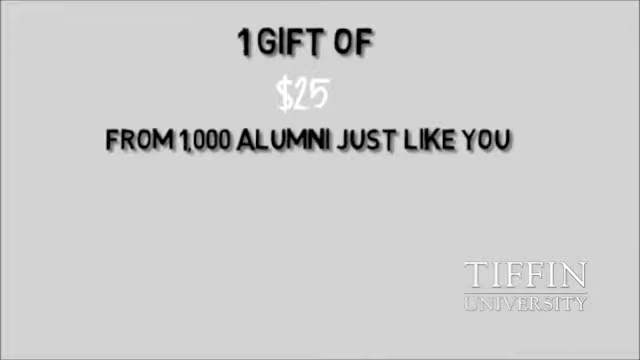 1 GIFT OF
$25
FROM 1,000 ALUMNI JUST LIKE YOU
TIFFIN
UNIVERSITY